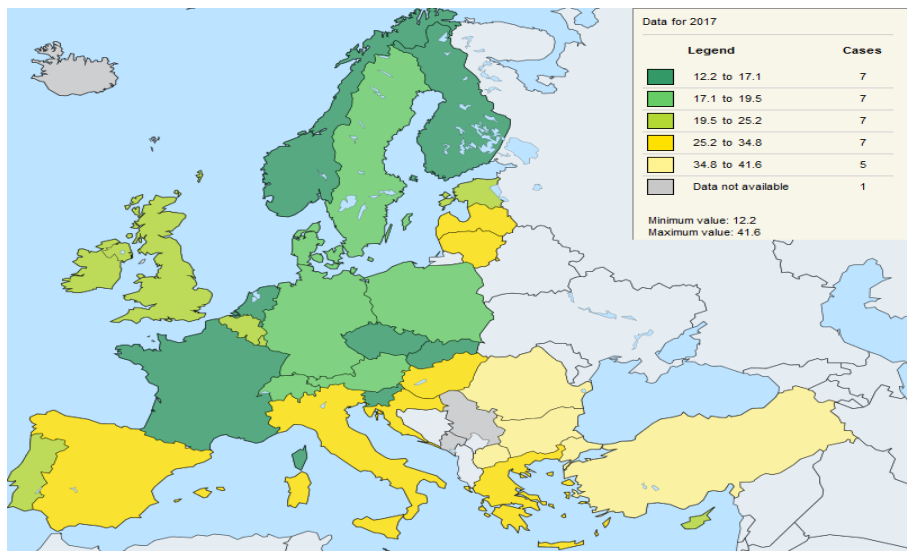 Data for 2017
Legend Cases
12.2 to 17.1 7
17.1 to 19.5 7
19.5 to 25.2 7
25.2 to 34.8 7
34.8 to 41.6 5
Data not available 1
Minimum value: 12.2
Maximum value: 41.6